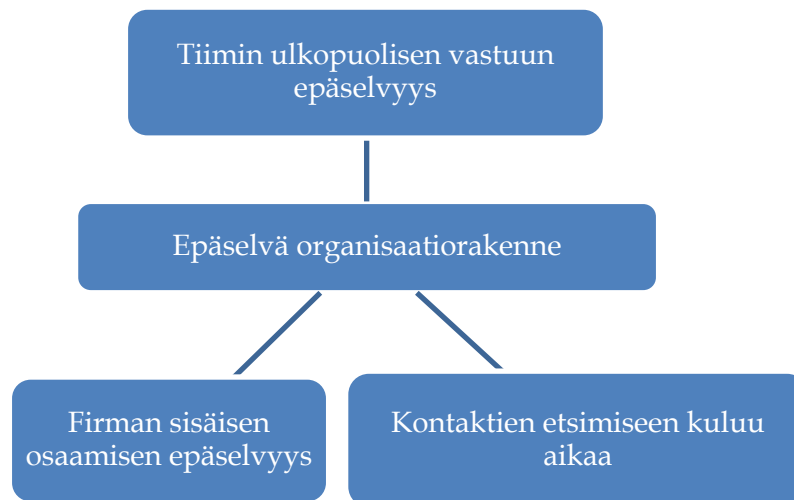 Tiimin ulkopuolisen vastuun
epäselvyys
Epäselvä organisaatiorakenne
Firman sisäisen
osaamisen epäselvyys
Kontaktien etsimiseen kuluu
aikaa